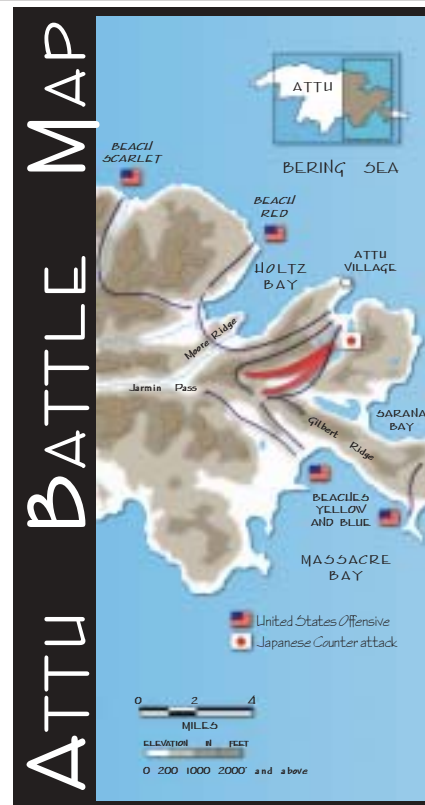 ATTU BATTLE MAP
ATTU
BERING SEA
BEACH
SCARLET
BEACH
RED
HOLTZ
BAY
ATTU
VILLAGE
Moore Ridge
Jarmin Pass
Gilbert Ridge
SARANA
BAY
BEACHES
YELLOW
AND BLUE
MASSACRE
BAY
United States Offensive
Japanese Counter attack
0 2 4
MILES
ELEVATION IN FEET
0 200 1000 2000' and above